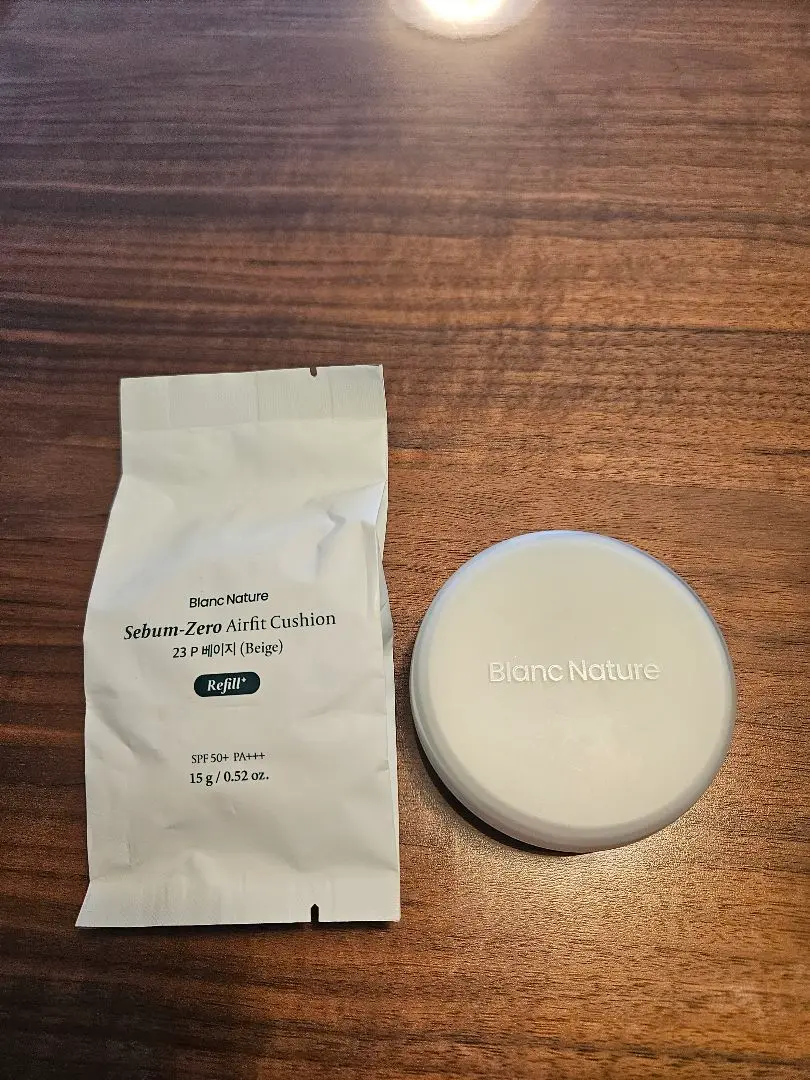 Blanc Nature
Sebum-Zero Airfit Cushion
23 P 베이지 (Beige)
Refill+
SPF 50+ PA+++
15 g / 0.52 oz.
Blanc Nature